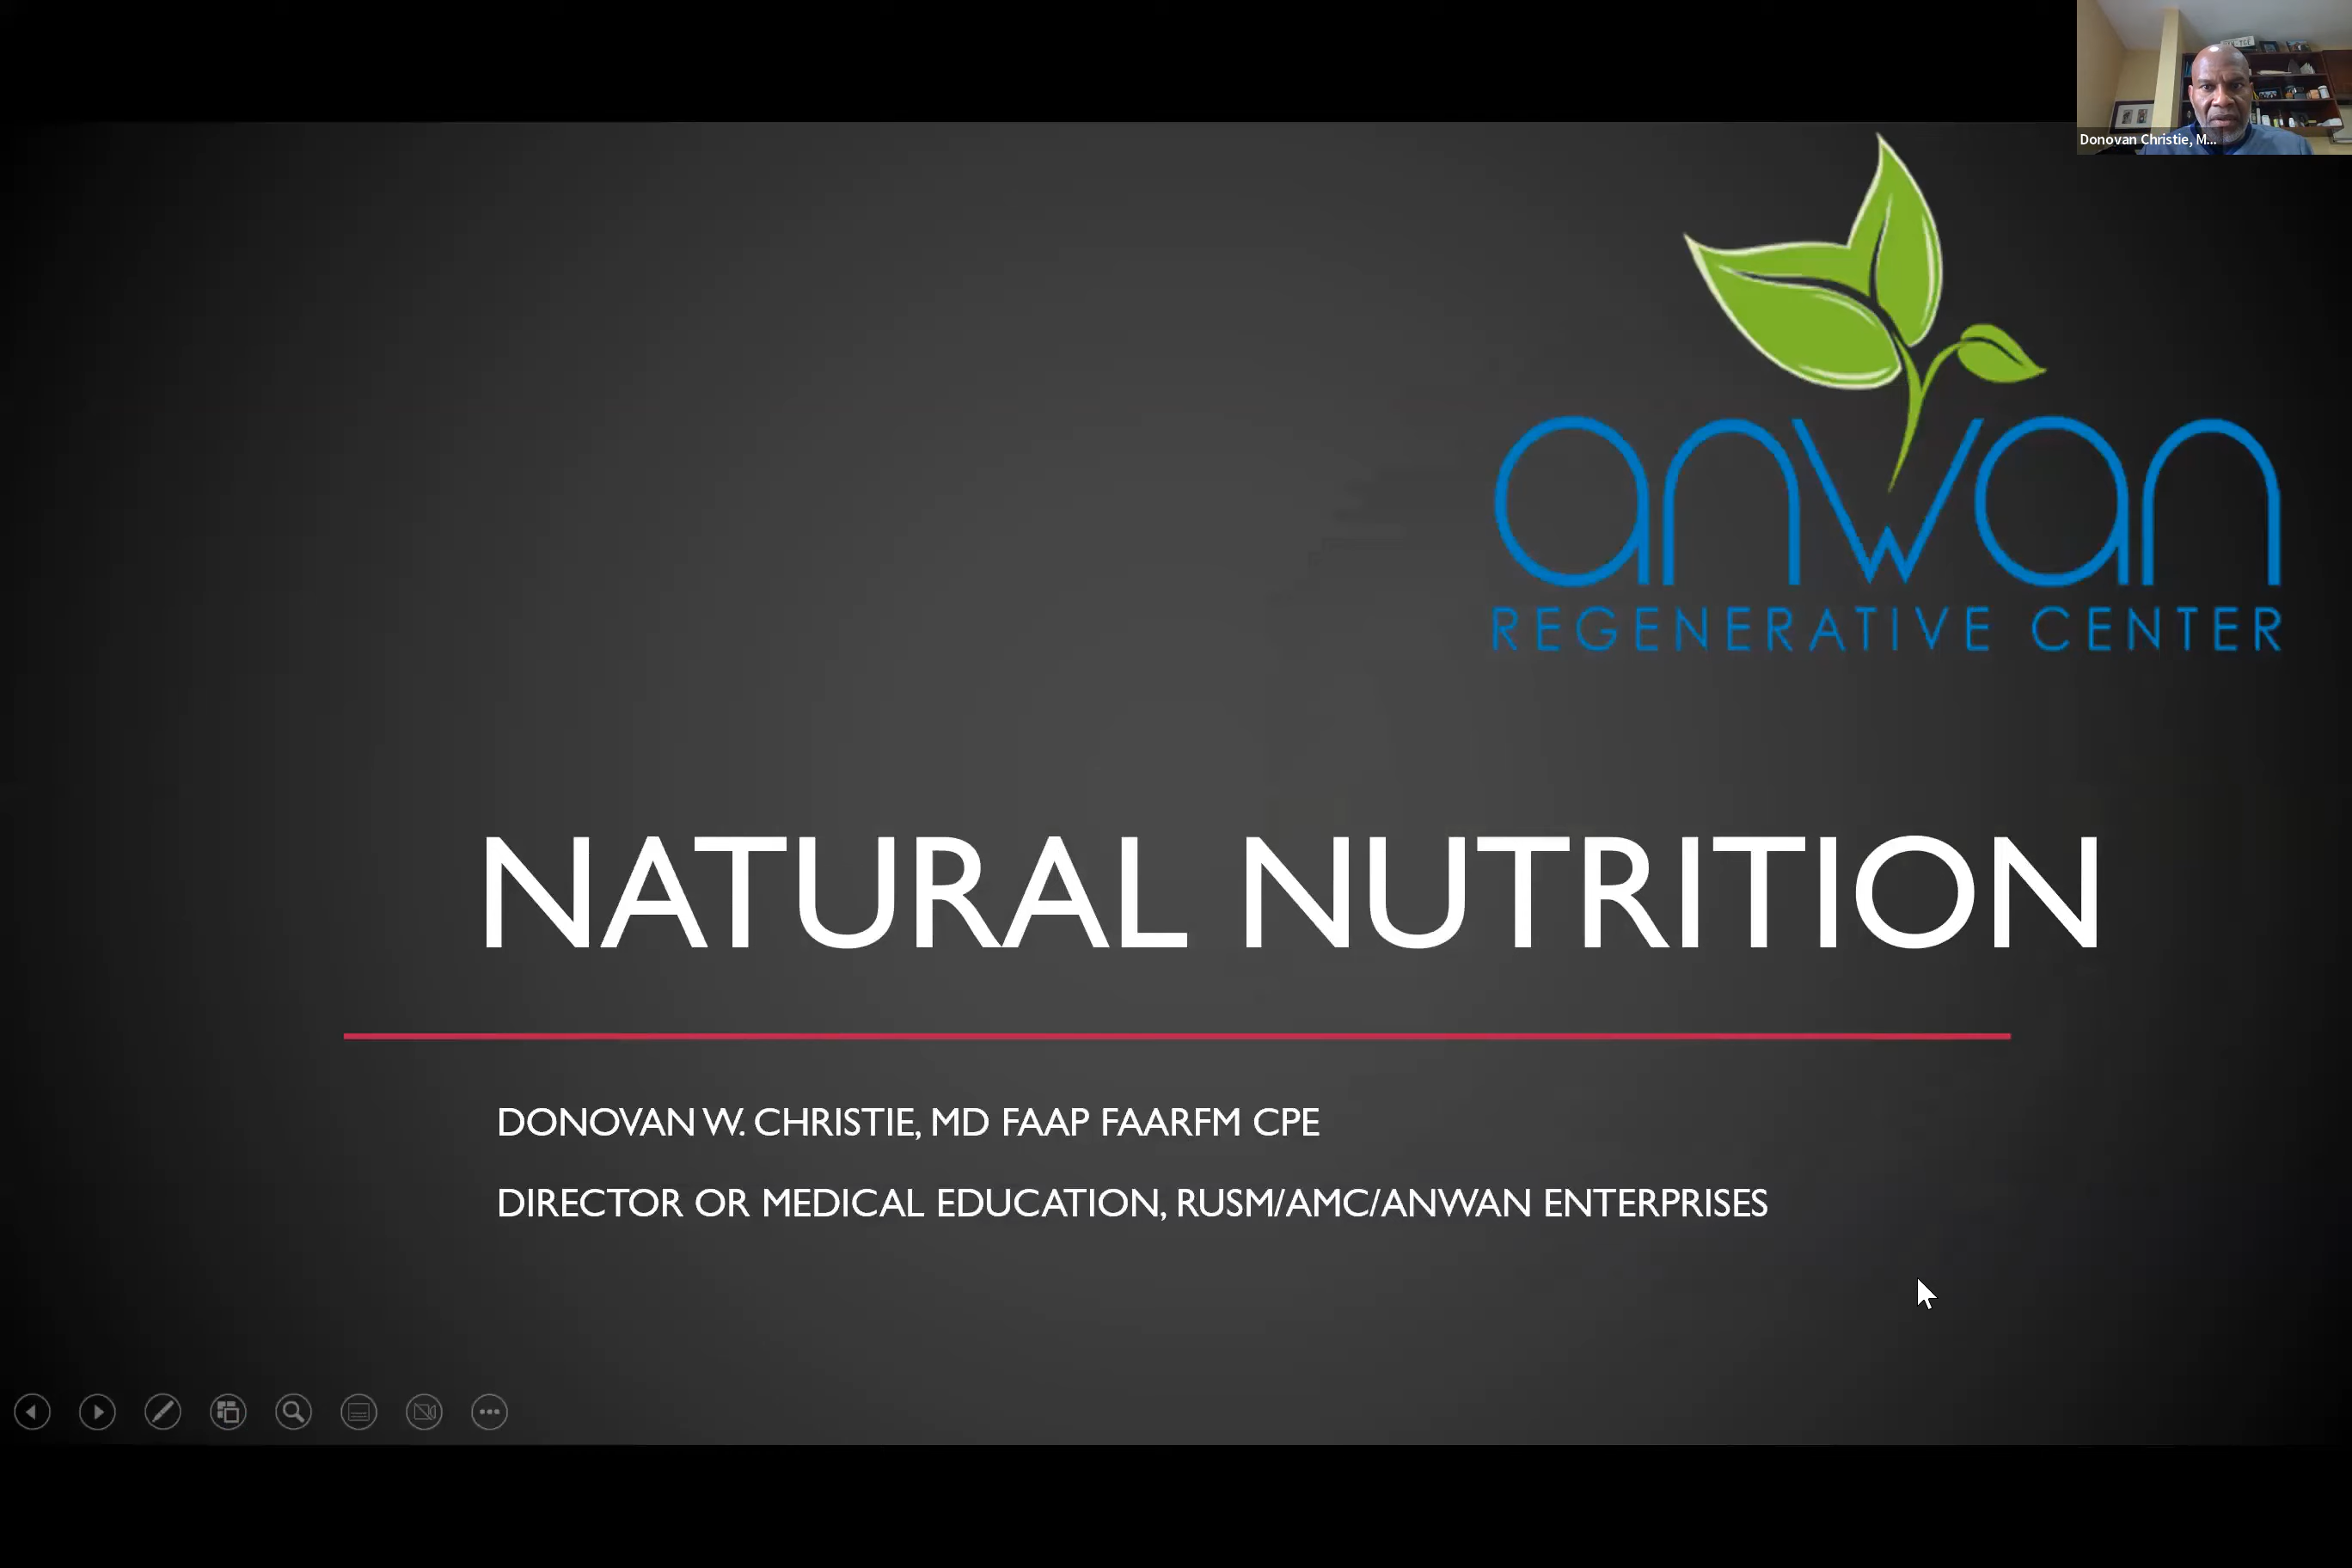 Donovan Christie, M...
anwan
REGENERATIVE CENTER
NATURAL NUTRITION
DONOVAN W. CHRISTIE, MD FAAP FAARFM CPE
DIRECTOR OR MEDICAL EDUCATION, RUSM/AMC/ANWAN ENTERPRISES